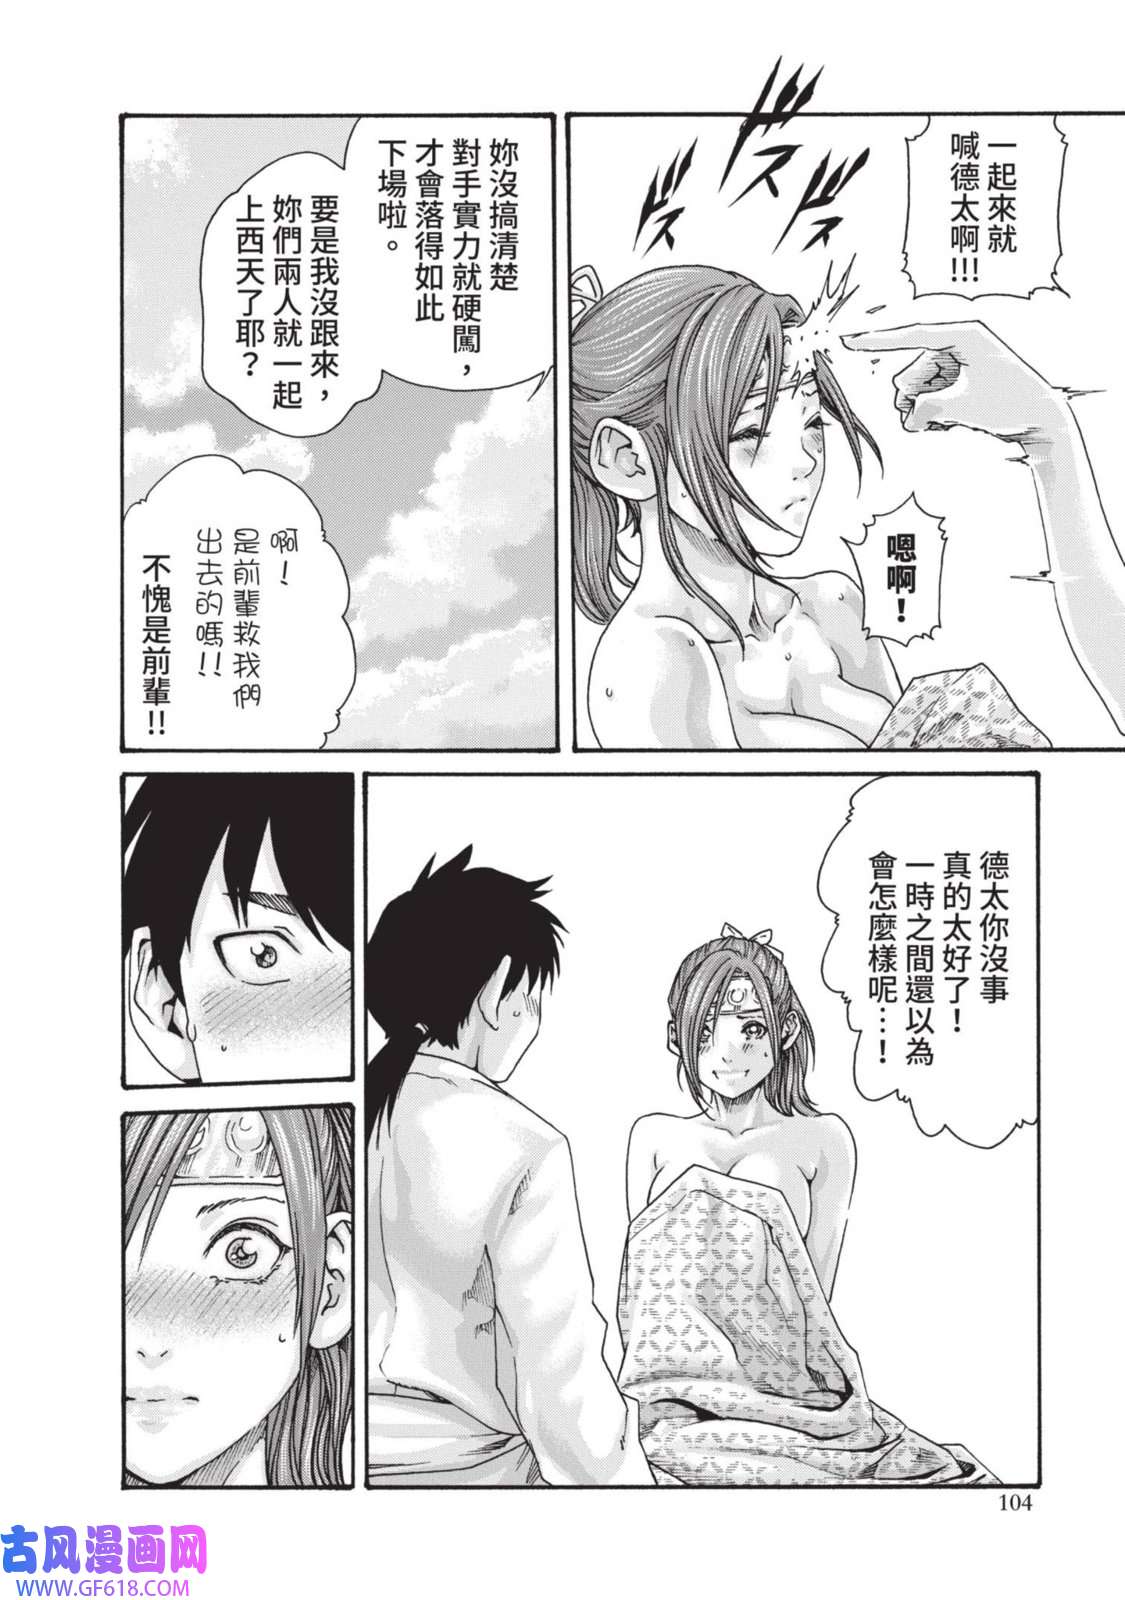 一起來就
喊德太啊!!!
ズ
ズ
ズ
嗯啊！
妳沒搞清楚
對手實力就硬闖，
才會落得如此
下場啦。
要是我沒跟來，
妳們兩人就一起
上西天了耶？
啊！
是前輩救我們
出去的嗎!!
不愧是前輩!!
德太你沒事
真的太好了！
一時之間還以為
會怎麼樣呢…！
104
古风漫画网
WWW.GF618.COM